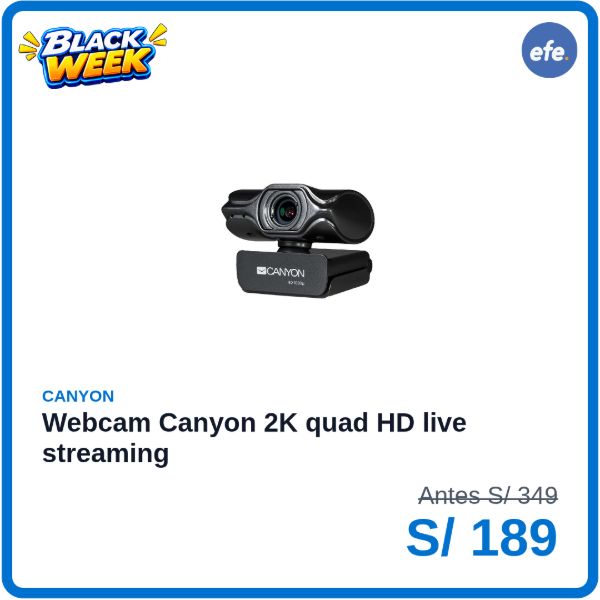 BLACK
WEEK
efe.
CANYON
CANYON
Webcam Canyon 2K quad HD live
streaming
Antes S/ 349
S/ 189